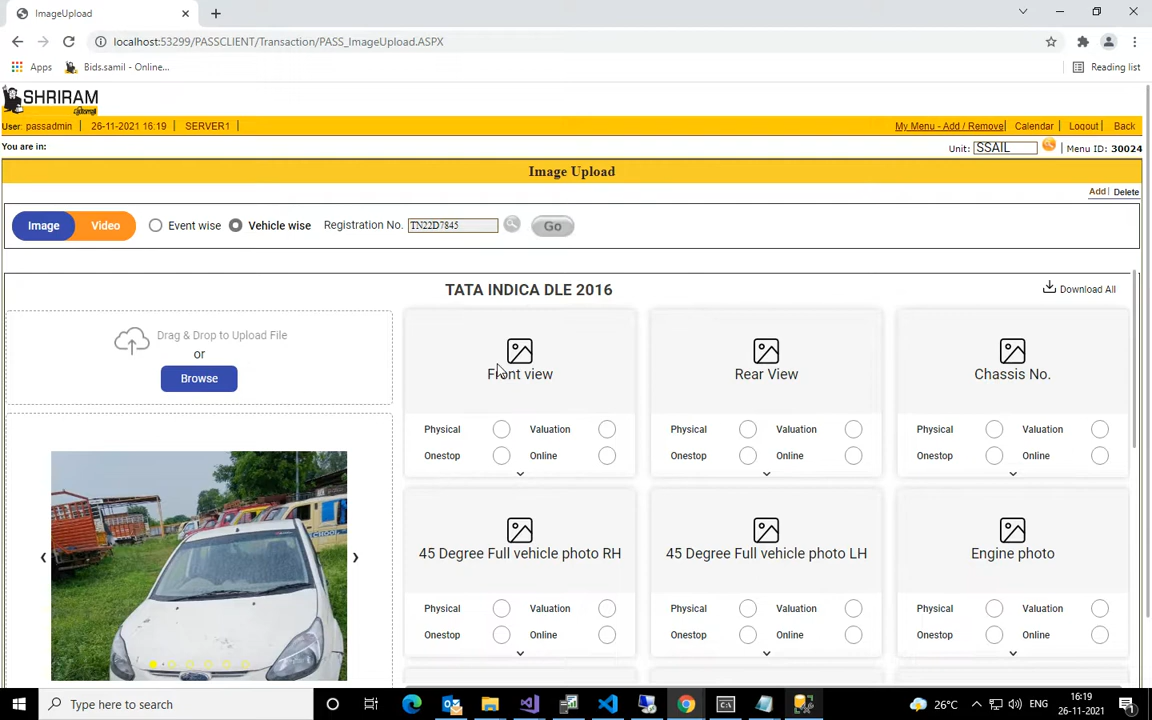 ImageUpload
localhost:53299/PASSCLIENT/Transaction/PASS_ImageUpload.ASPX
Apps Bids.samil - Online... Reading list
SHRIRAM
User: passadmin | 26-11-2021 16:19 | SERVER1 | My Menu - Add / Remove | Calendar | Logout | Back
You are in: Unit: SSAIL | Menu ID: 30024
Image Upload
Add | Delete
Image Video Event wise Vehicle wise Registration No. TN22D7845 Go
TATA INDICA DLE 2016 Download All
Drag & Drop to Upload File
or
Browse
Front view Rear View Chassis No.
Physical Valuation Physical Valuation Physical Valuation
Onestop Online Onestop Online Onestop Online
45 Degree Full vehicle photo RH 45 Degree Full vehicle photo LH Engine photo
Physical Valuation Physical Valuation Physical Valuation
Onestop Online Onestop Online Onestop Online
Type here to search 26°C ENG 16:19
26-11-2021 1